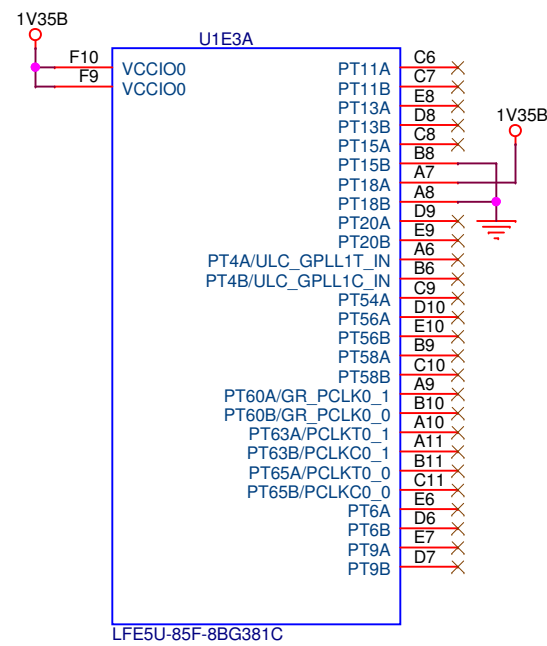 1V35B
U1E3A
F10 VCCIO0
F9 VCCIO0
PT11A C6
PT11B C7
PT13A E8
PT13B D8
PT15A C8
1V35B
PT15B B8
PT18A A7
PT18B A8
PT20A D9
PT20B E9
PT4A/ULC_GPLL1T_IN A6
PT4B/ULC_GPLL1C_IN B6
PT54A C9
PT56A D10
PT56B E10
PT58A B9
PT58B C10
PT60A/GR_PCLK0_1 A9
PT60B/GR_PCLK0_0 B10
PT63A/PCLKT0_1 A10
PT63B/PCLKC0_1 A11
PT65A/PCLKT0_0 B11
PT65B/PCLKC0_0 C11
PT6A E6
PT6B D6
PT9A E7
PT9B D7
LFE5U-85F-8BG381C